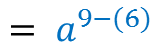 = a^{9−(6)}